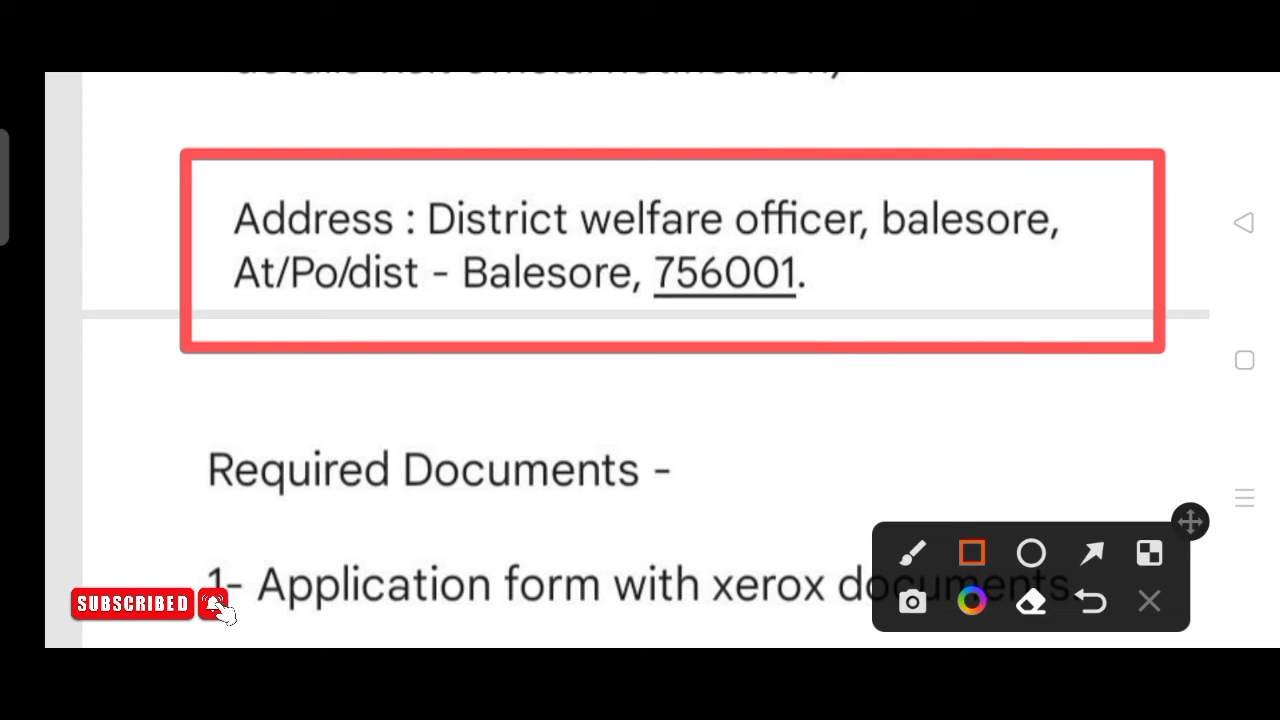 Address : District welfare officer, balesore,
At/Po/dist - Balesore, 756001.
Required Documents -
1- Application form with xerox documents.
SUBSCRIBED